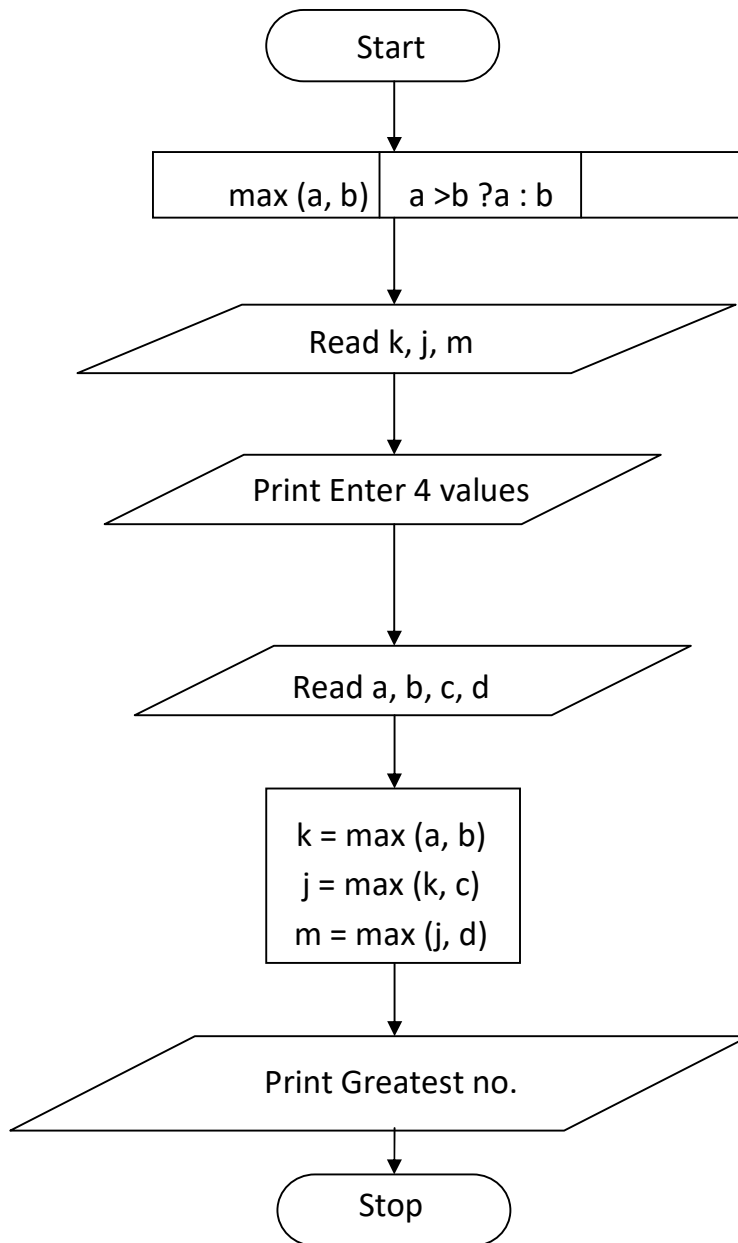 Start
max (a, b) a >b ?a : b
Read k, j, m
Print Enter 4 values
Read a, b, c, d
k = max (a, b)
j = max (k, c)
m = max (j, d)
Print Greatest no.
Stop